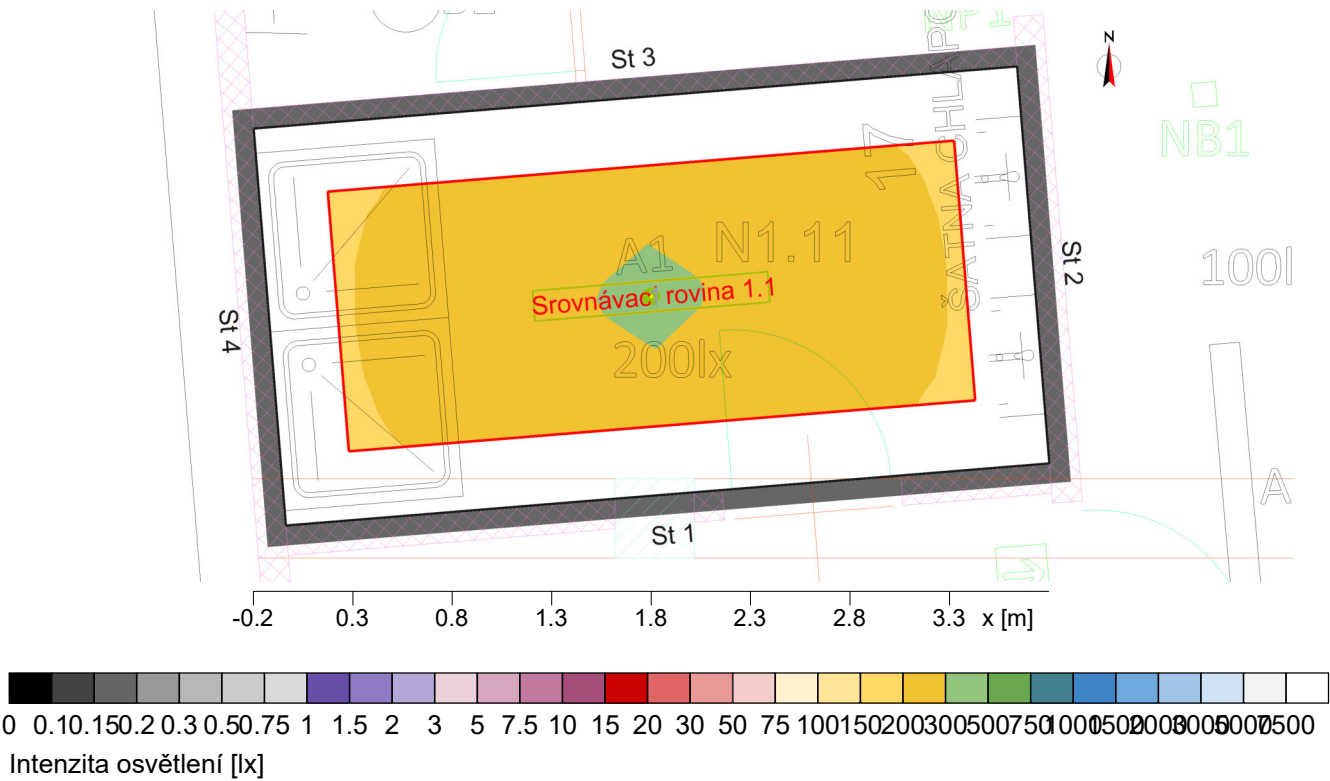 St 3
N
17
ŠATNA CHLAPC
NP1
NB1
A1
N1.11
Srovnávací rovina 1.1
200lx
100l
St 2
St 4
St 1
A
-0.2 0.3 0.8 1.3 1.8 2.3 2.8 3.3 x [m]
0 0.1 0.15 0.2 0.3 0.5 0.75 1 1.5 2 3 5 7.5 10 15 20 30 50 75 100 150 200 300 500 750 1000 1500 2000 3000 5000 7500
Intenzita osvětlení [lx]